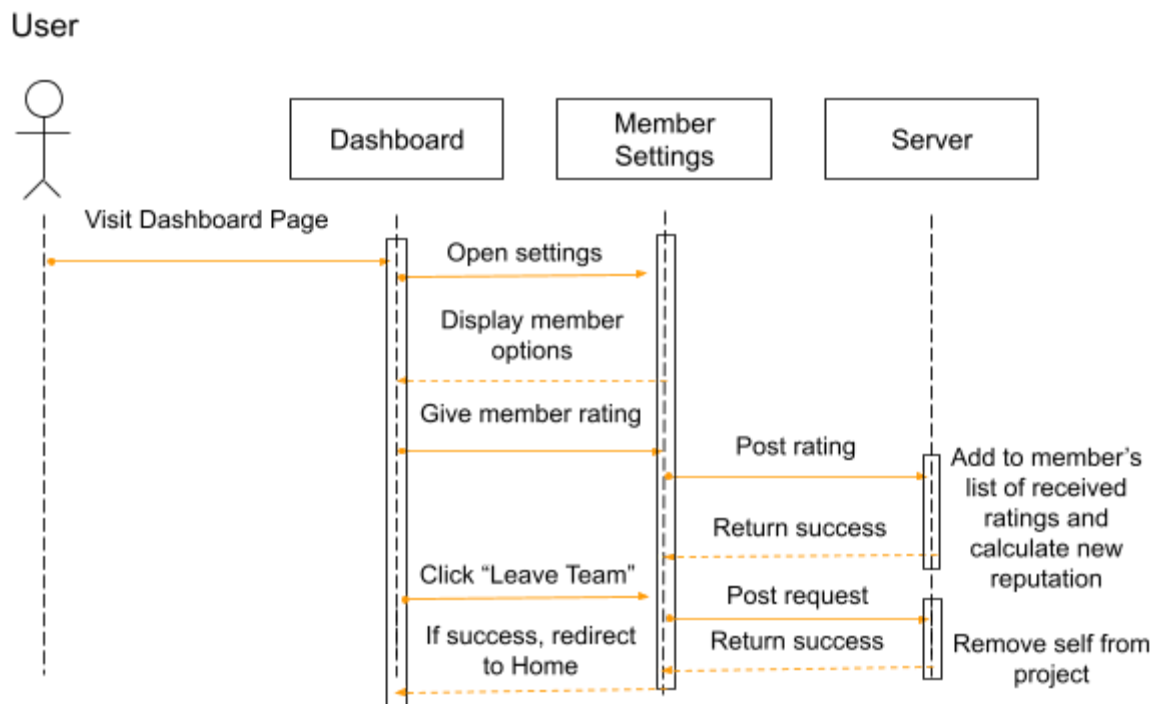 User
Dashboard
Member
Settings
Server
Visit Dashboard Page
Open settings
Display member
options
Give member rating
Post rating
Add to member’s
list of received
ratings and
calculate new
reputation
Return success
Click “Leave Team”
Post request
If success, redirect
to Home
Return success
Remove self from
project